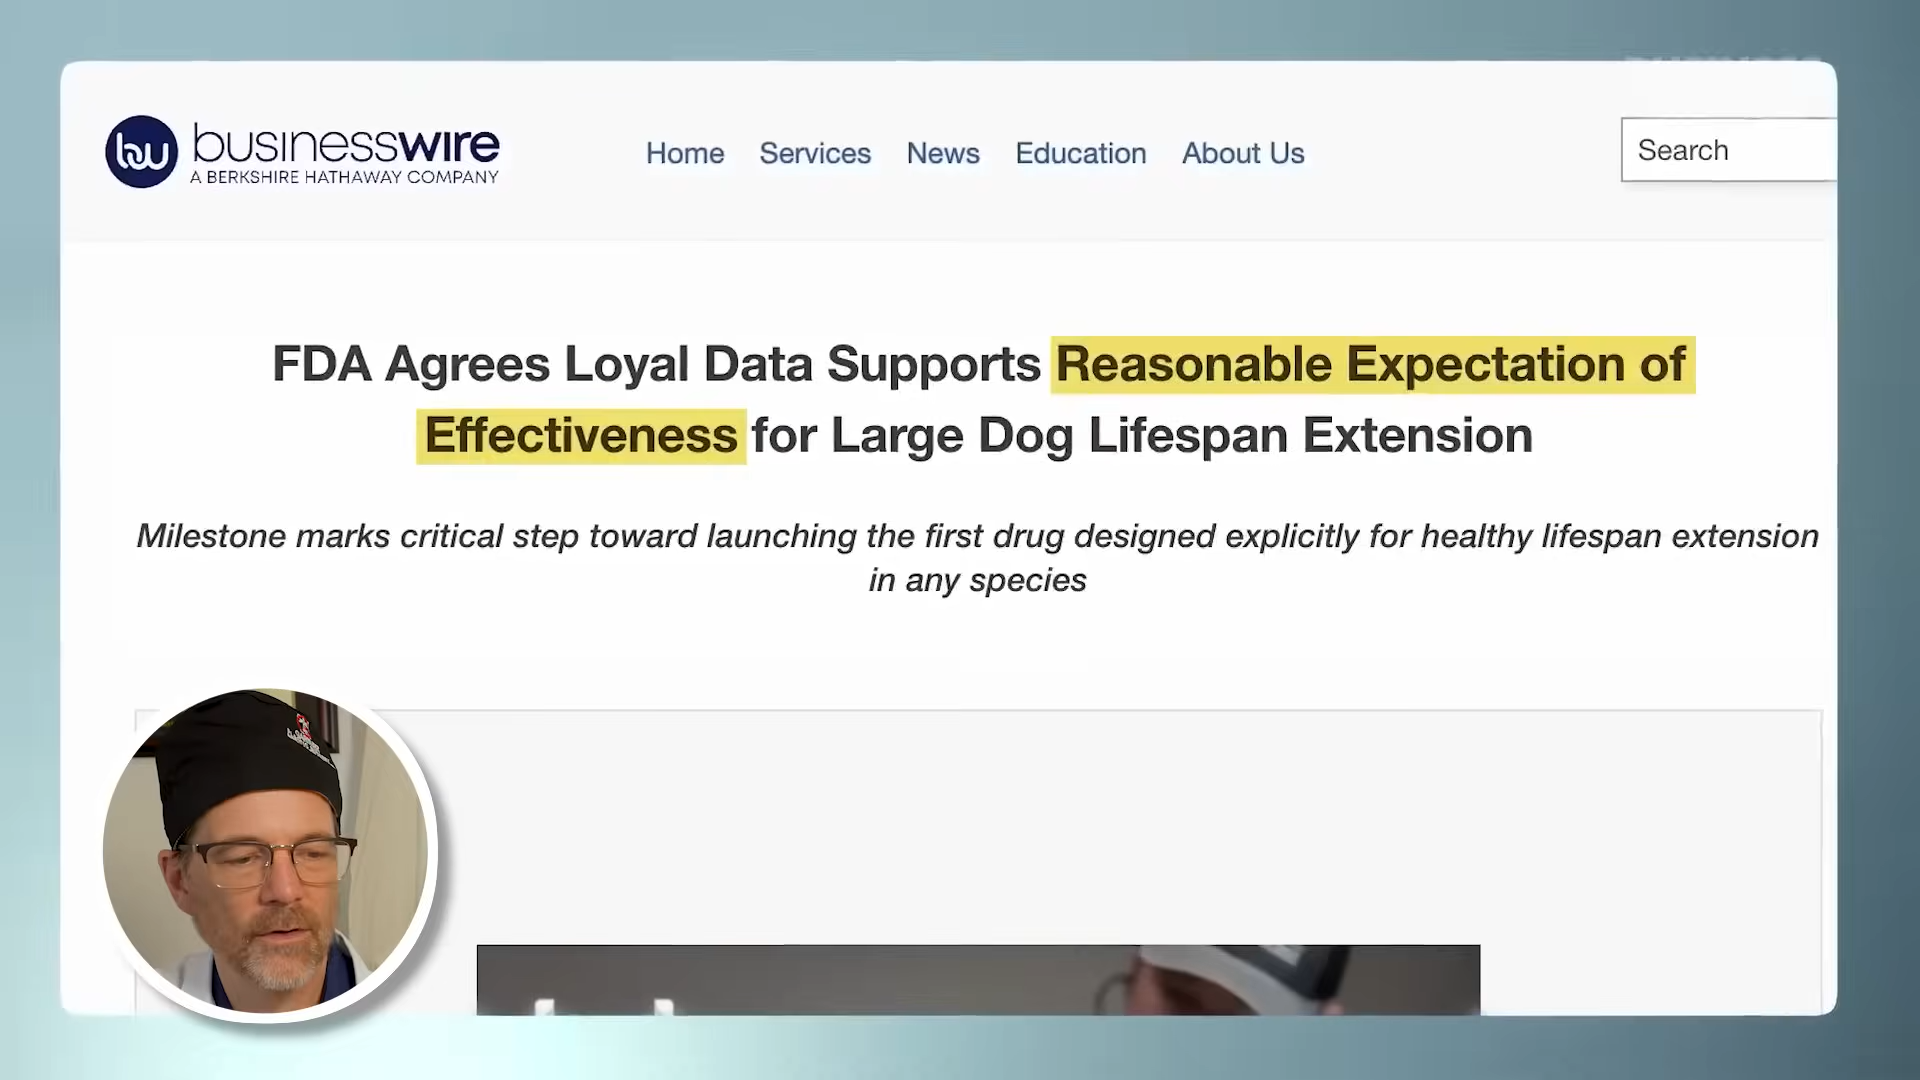 businesswire
A BERKSHIRE HATHAWAY COMPANY
Home Services News Education About Us
Search
FDA Agrees Loyal Data Supports Reasonable Expectation of
Effectiveness for Large Dog Lifespan Extension
Milestone marks critical step toward launching the first drug designed explicitly for healthy lifespan extension
in any species